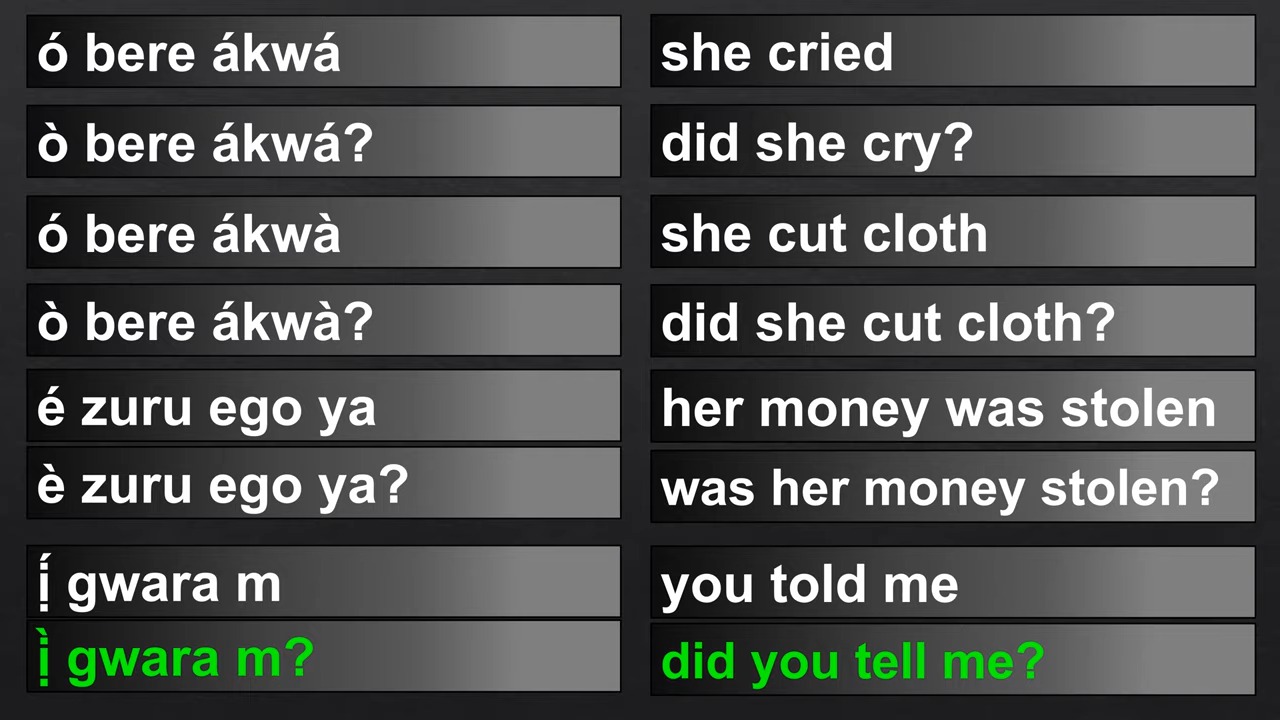 ó bere ákwá she cried
ò bere ákwá? did she cry?
ó bere ákwà she cut cloth
ò bere ákwà? did she cut cloth?
é zuru ego ya her money was stolen
è zuru ego ya? was her money stolen?
ị́ gwara m you told me
ị̀ gwara m? did you tell me?